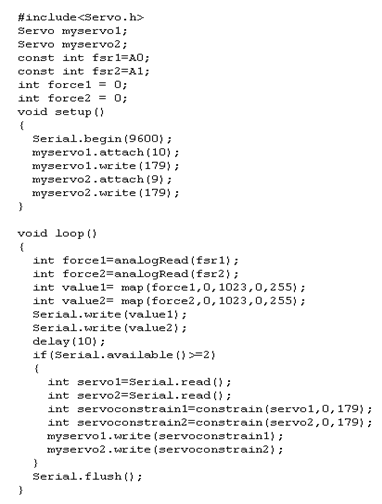 #include<Servo.h>
Servo myservo1;
Servo myservo2;
const int fsr1=A0;
const int fsr2=A1;
int force1 = 0;
int force2 = 0;
void setup()
{
  Serial.begin(9600);
  myservo1.attach(10);
  myservo1.write(179);
  myservo2.attach(9);
  myservo2.write(179);
}

void loop()
{
  int force1=analogRead(fsr1);
  int force2=analogRead(fsr2);
  int value1= map(force1,0,1023,0,255);
  int value2= map(force2,0,1023,0,255);
  Serial.write(value1);
  Serial.write(value2);
  delay(10);
  if(Serial.available()>=2)
  {
    int servo1=Serial.read();
    int servo2=Serial.read();
    int servoconstrain1=constrain(servo1,0,179);
    int servoconstrain2=constrain(servo2,0,179);
    myservo1.write(servoconstrain1);
    myservo2.write(servoconstrain2);
  }
  Serial.flush();
}